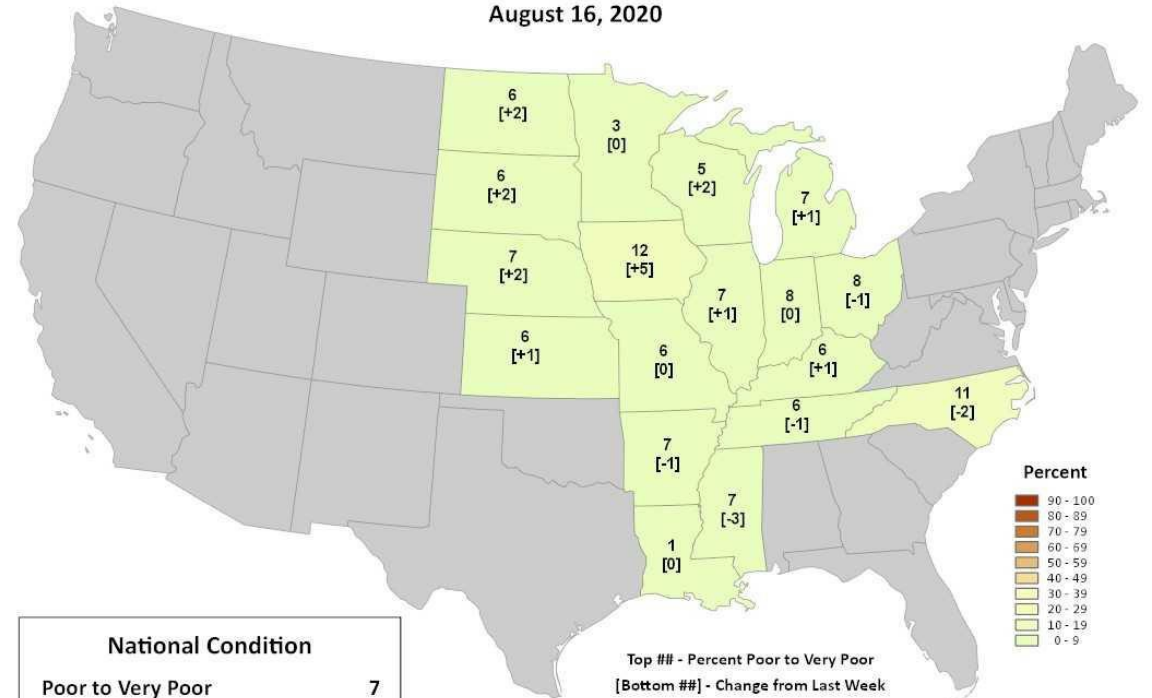 August 16, 2020
6
[+2]
3
[0]
6
[+2]
5
[+2]
7
[+1]
7
[+2]
12
[+5]
7
[+1]
8
[0]
8
[-1]
6
[+1]
6
[0]
6
[+1]
6
[-1]
11
[-2]
7
[-1]
7
[-3]
1
[0]
Percent
90 - 100
80 - 89
70 - 79
60 - 69
50 - 59
40 - 49
30 - 39
20 - 29
10 - 19
0 - 9
National Condition
Poor to Very Poor 7
Top ## - Percent Poor to Very Poor
[Bottom ##] - Change from Last Week